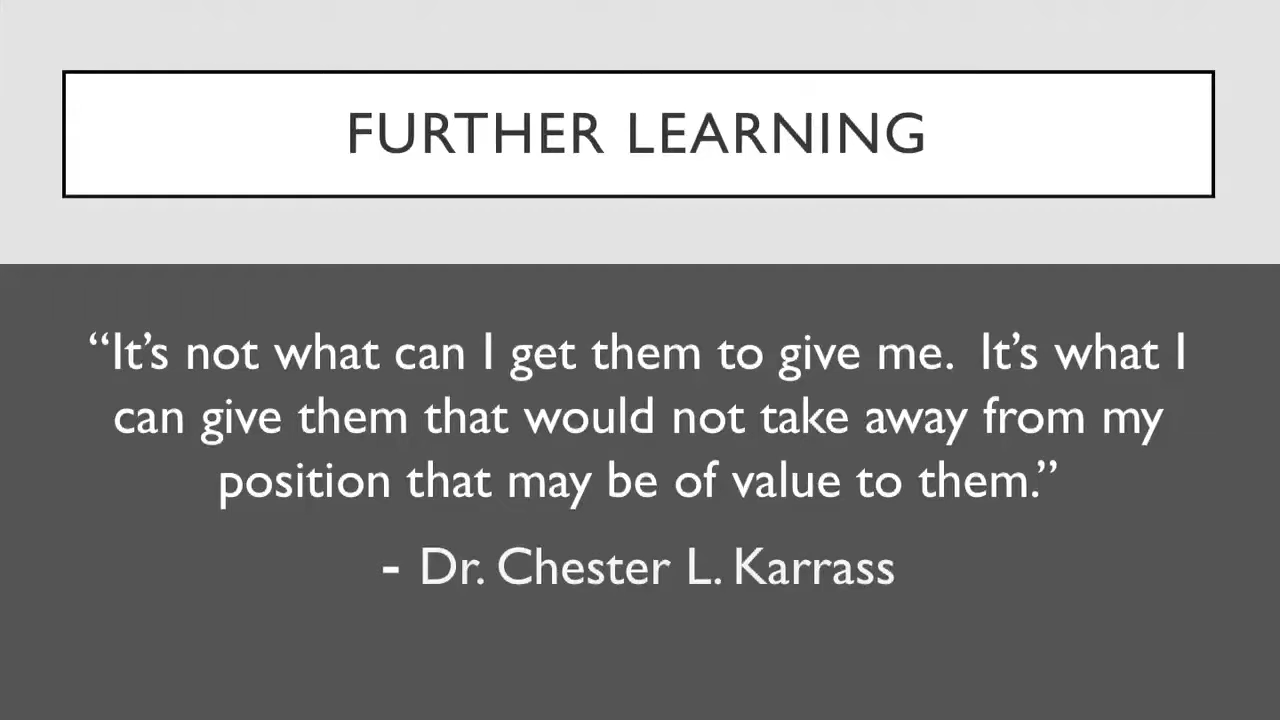 FURTHER LEARNING
“It’s not what can I get them to give me.  It’s what I
can give them that would not take away from my
position that may be of value to them.”
- Dr. Chester L. Karrass